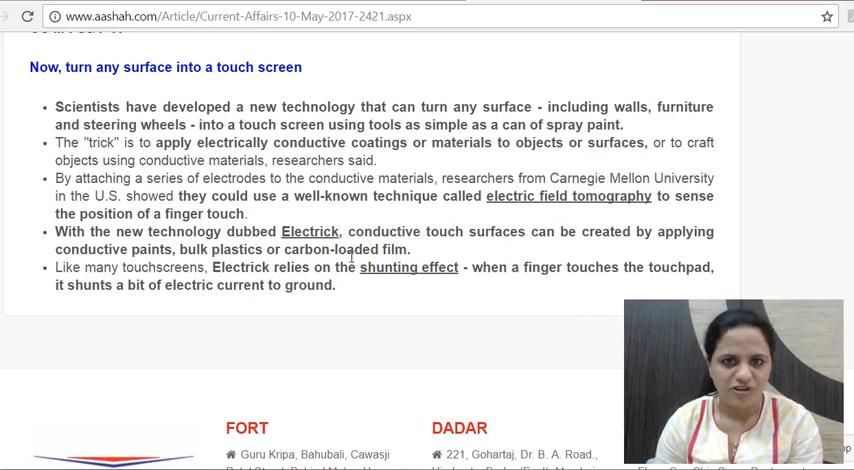 www.aashah.com/Article/Current-Affairs-10-May-2017-2421.aspx
Now, turn any surface into a touch screen
• Scientists have developed a new technology that can turn any surface - including walls, furniture
and steering wheels - into a touch screen using tools as simple as a can of spray paint.
• The "trick" is to apply electrically conductive coatings or materials to objects or surfaces, or to craft
objects using conductive materials, researchers said.
• By attaching a series of electrodes to the conductive materials, researchers from Carnegie Mellon University
in the U.S. showed they could use a well-known technique called electric field tomography to sense
the position of a finger touch.
• With the new technology dubbed Electrick, conductive touch surfaces can be created by applying
conductive paints, bulk plastics or carbon-loaded film.
• Like many touchscreens, Electrick relies on the shunting effect - when a finger touches the touchpad,
it shunts a bit of electric current to ground.
FORT
Guru Kripa, Bahubali, Cawasji
DADAR
221, Gohartaj, Dr. B. A. Road.,